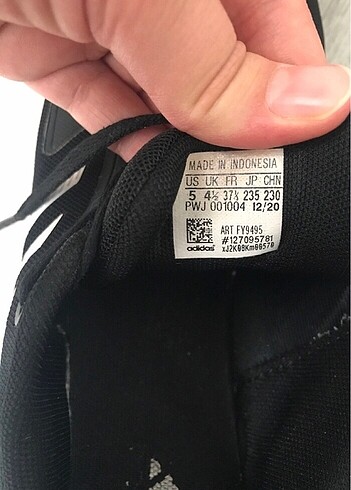 MADE IN INDONESIA
US UK FR JP CHN
5 4½ 37⅓ 235 230
PWJ 001004 12/20
ART FY9495
#127095781
adidas